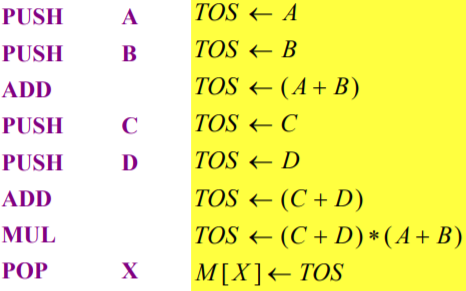 PUSH A TOS ← A
PUSH B TOS ← B
ADD TOS ← (A + B)
PUSH C TOS ← C
PUSH D TOS ← D
ADD TOS ← (C + D)
MUL TOS ← (C + D) * (A + B)
POP X M[X] ← TOS